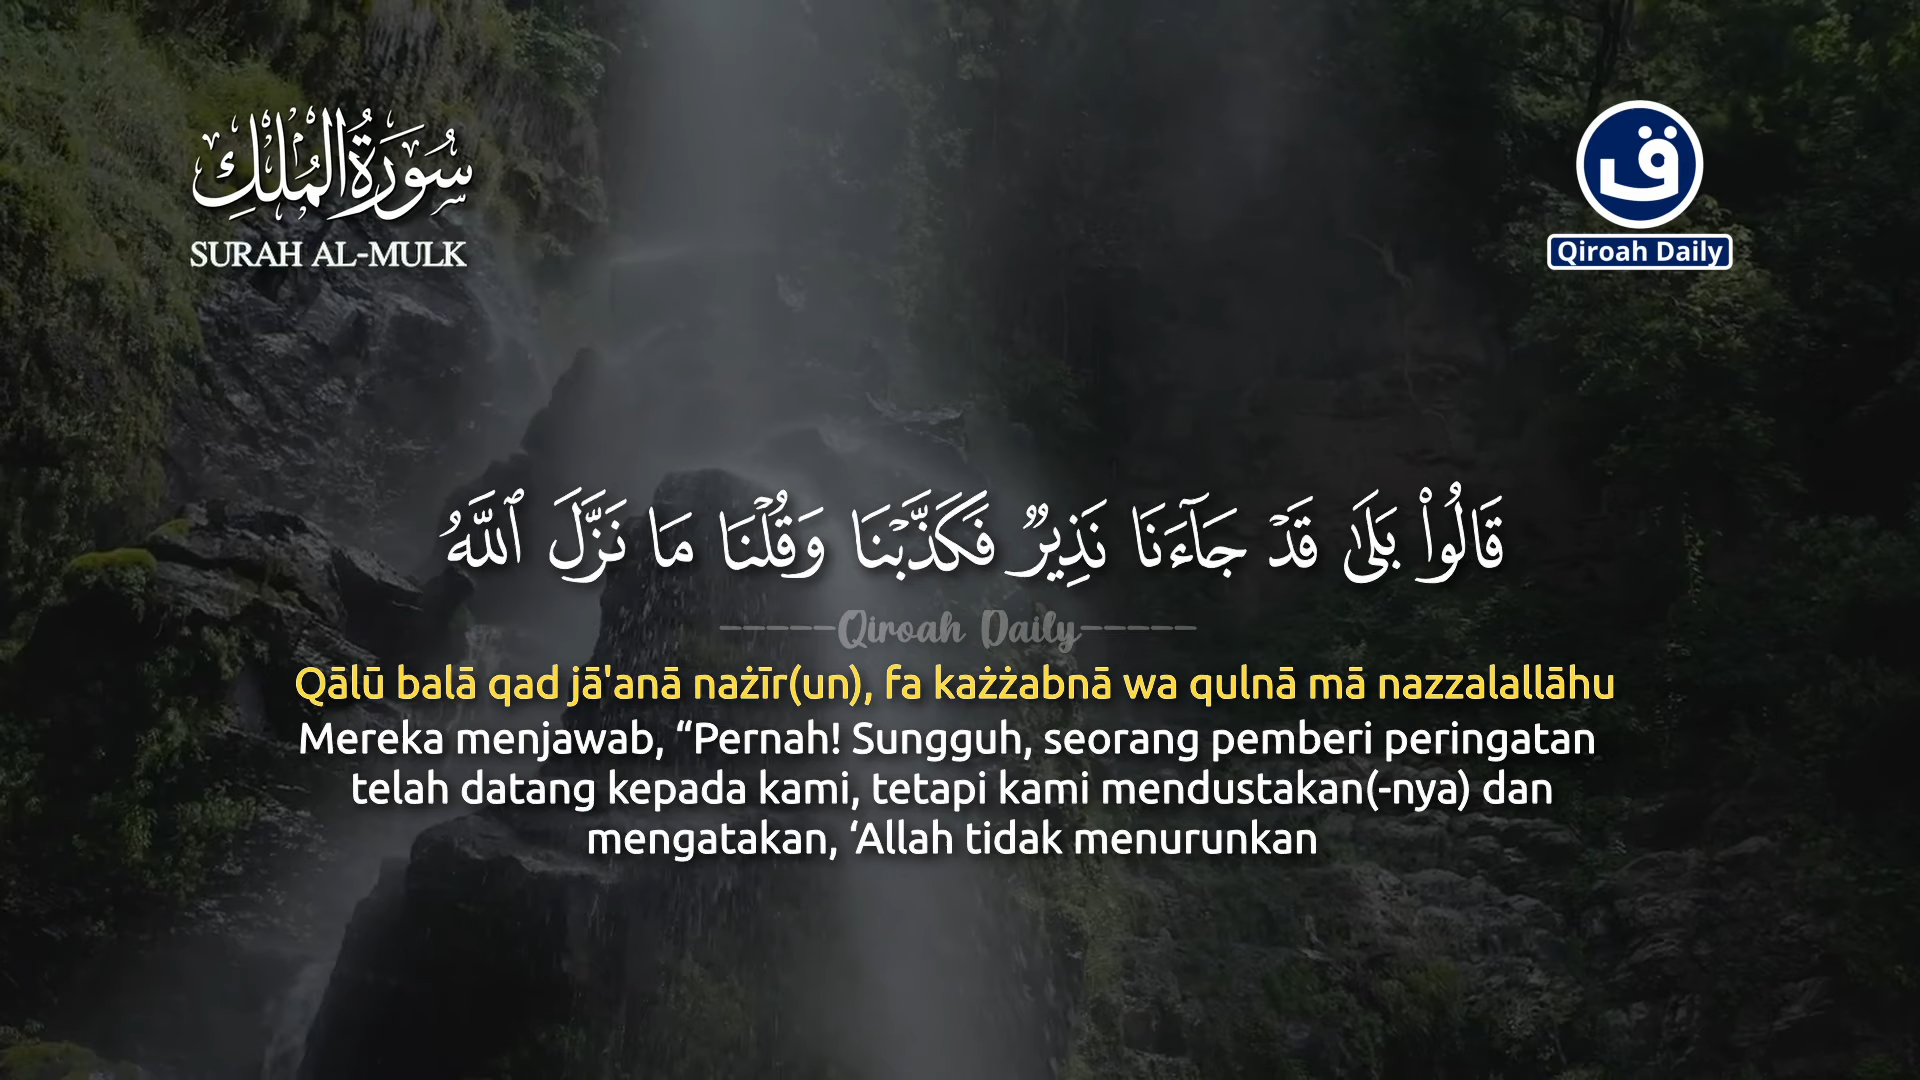 سُورَةُ الْمُلْكِ
SURAH AL-MULK
ق
Qiroah Daily
قَالُوا۟ بَلَىٰ قَدْ جَآءَنَا نَذِيرٌ فَكَذَّبْنَا وَقُلْنَا مَا نَزَّلَ ٱللَّهُ
-----Qiroah Daily-----
Qālū balā qad jā'anā nażīr(un), fa każżabnā wa qulnā mā nazzalallāhu
Mereka menjawab, “Pernah! Sungguh, seorang pemberi peringatan
telah datang kepada kami, tetapi kami mendustakan(-nya) dan
mengatakan, ‘Allah tidak menurunkan